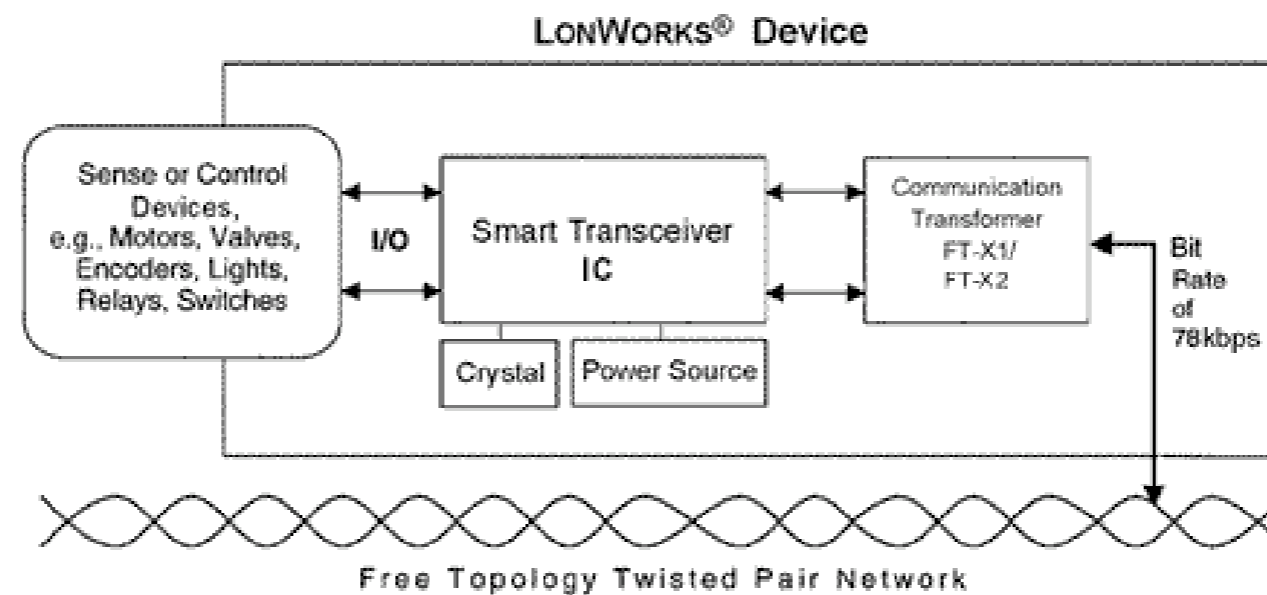 LONWORKS® Device
Sense or Control
Devices,
e.g., Motors, Valves,
Encoders, Lights,
Relays, Switches
I/O
Smart Transceiver
IC
Crystal
Power Source
Communication
Transformer
FT-X1/
FT-X2
Bit
Rate
of
78kbps
Free Topology Twisted Pair Network